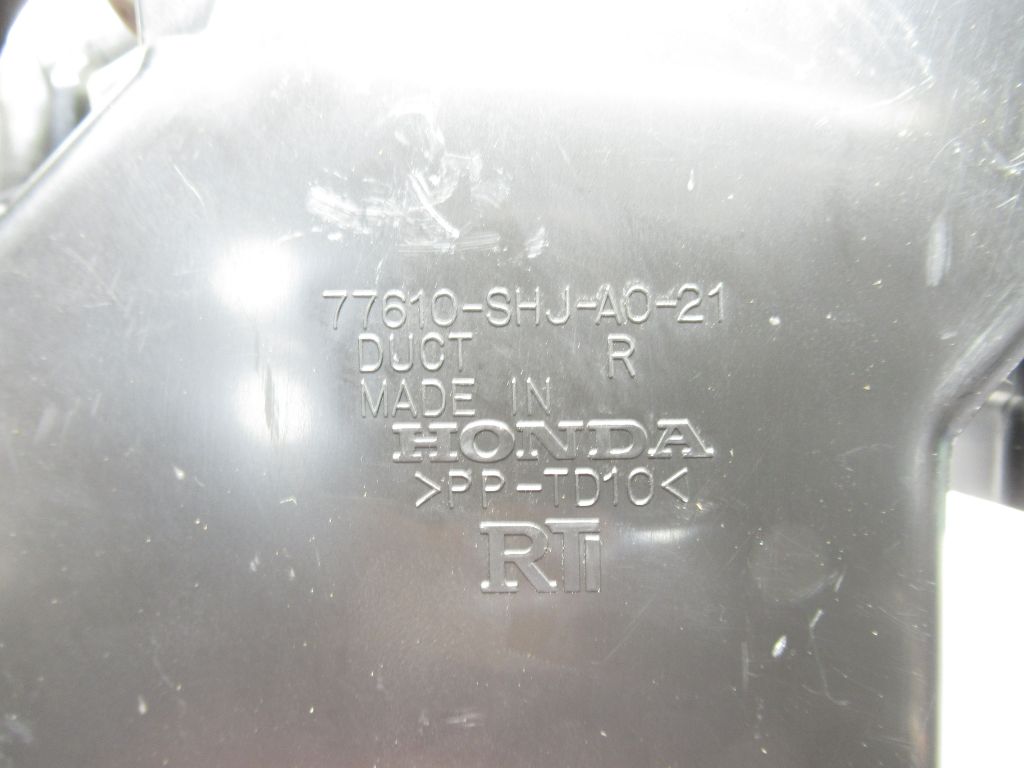 77610-SHJ-A0-21
DUCT R
MADE IN
HONDA
>PP-TD10<
RTI